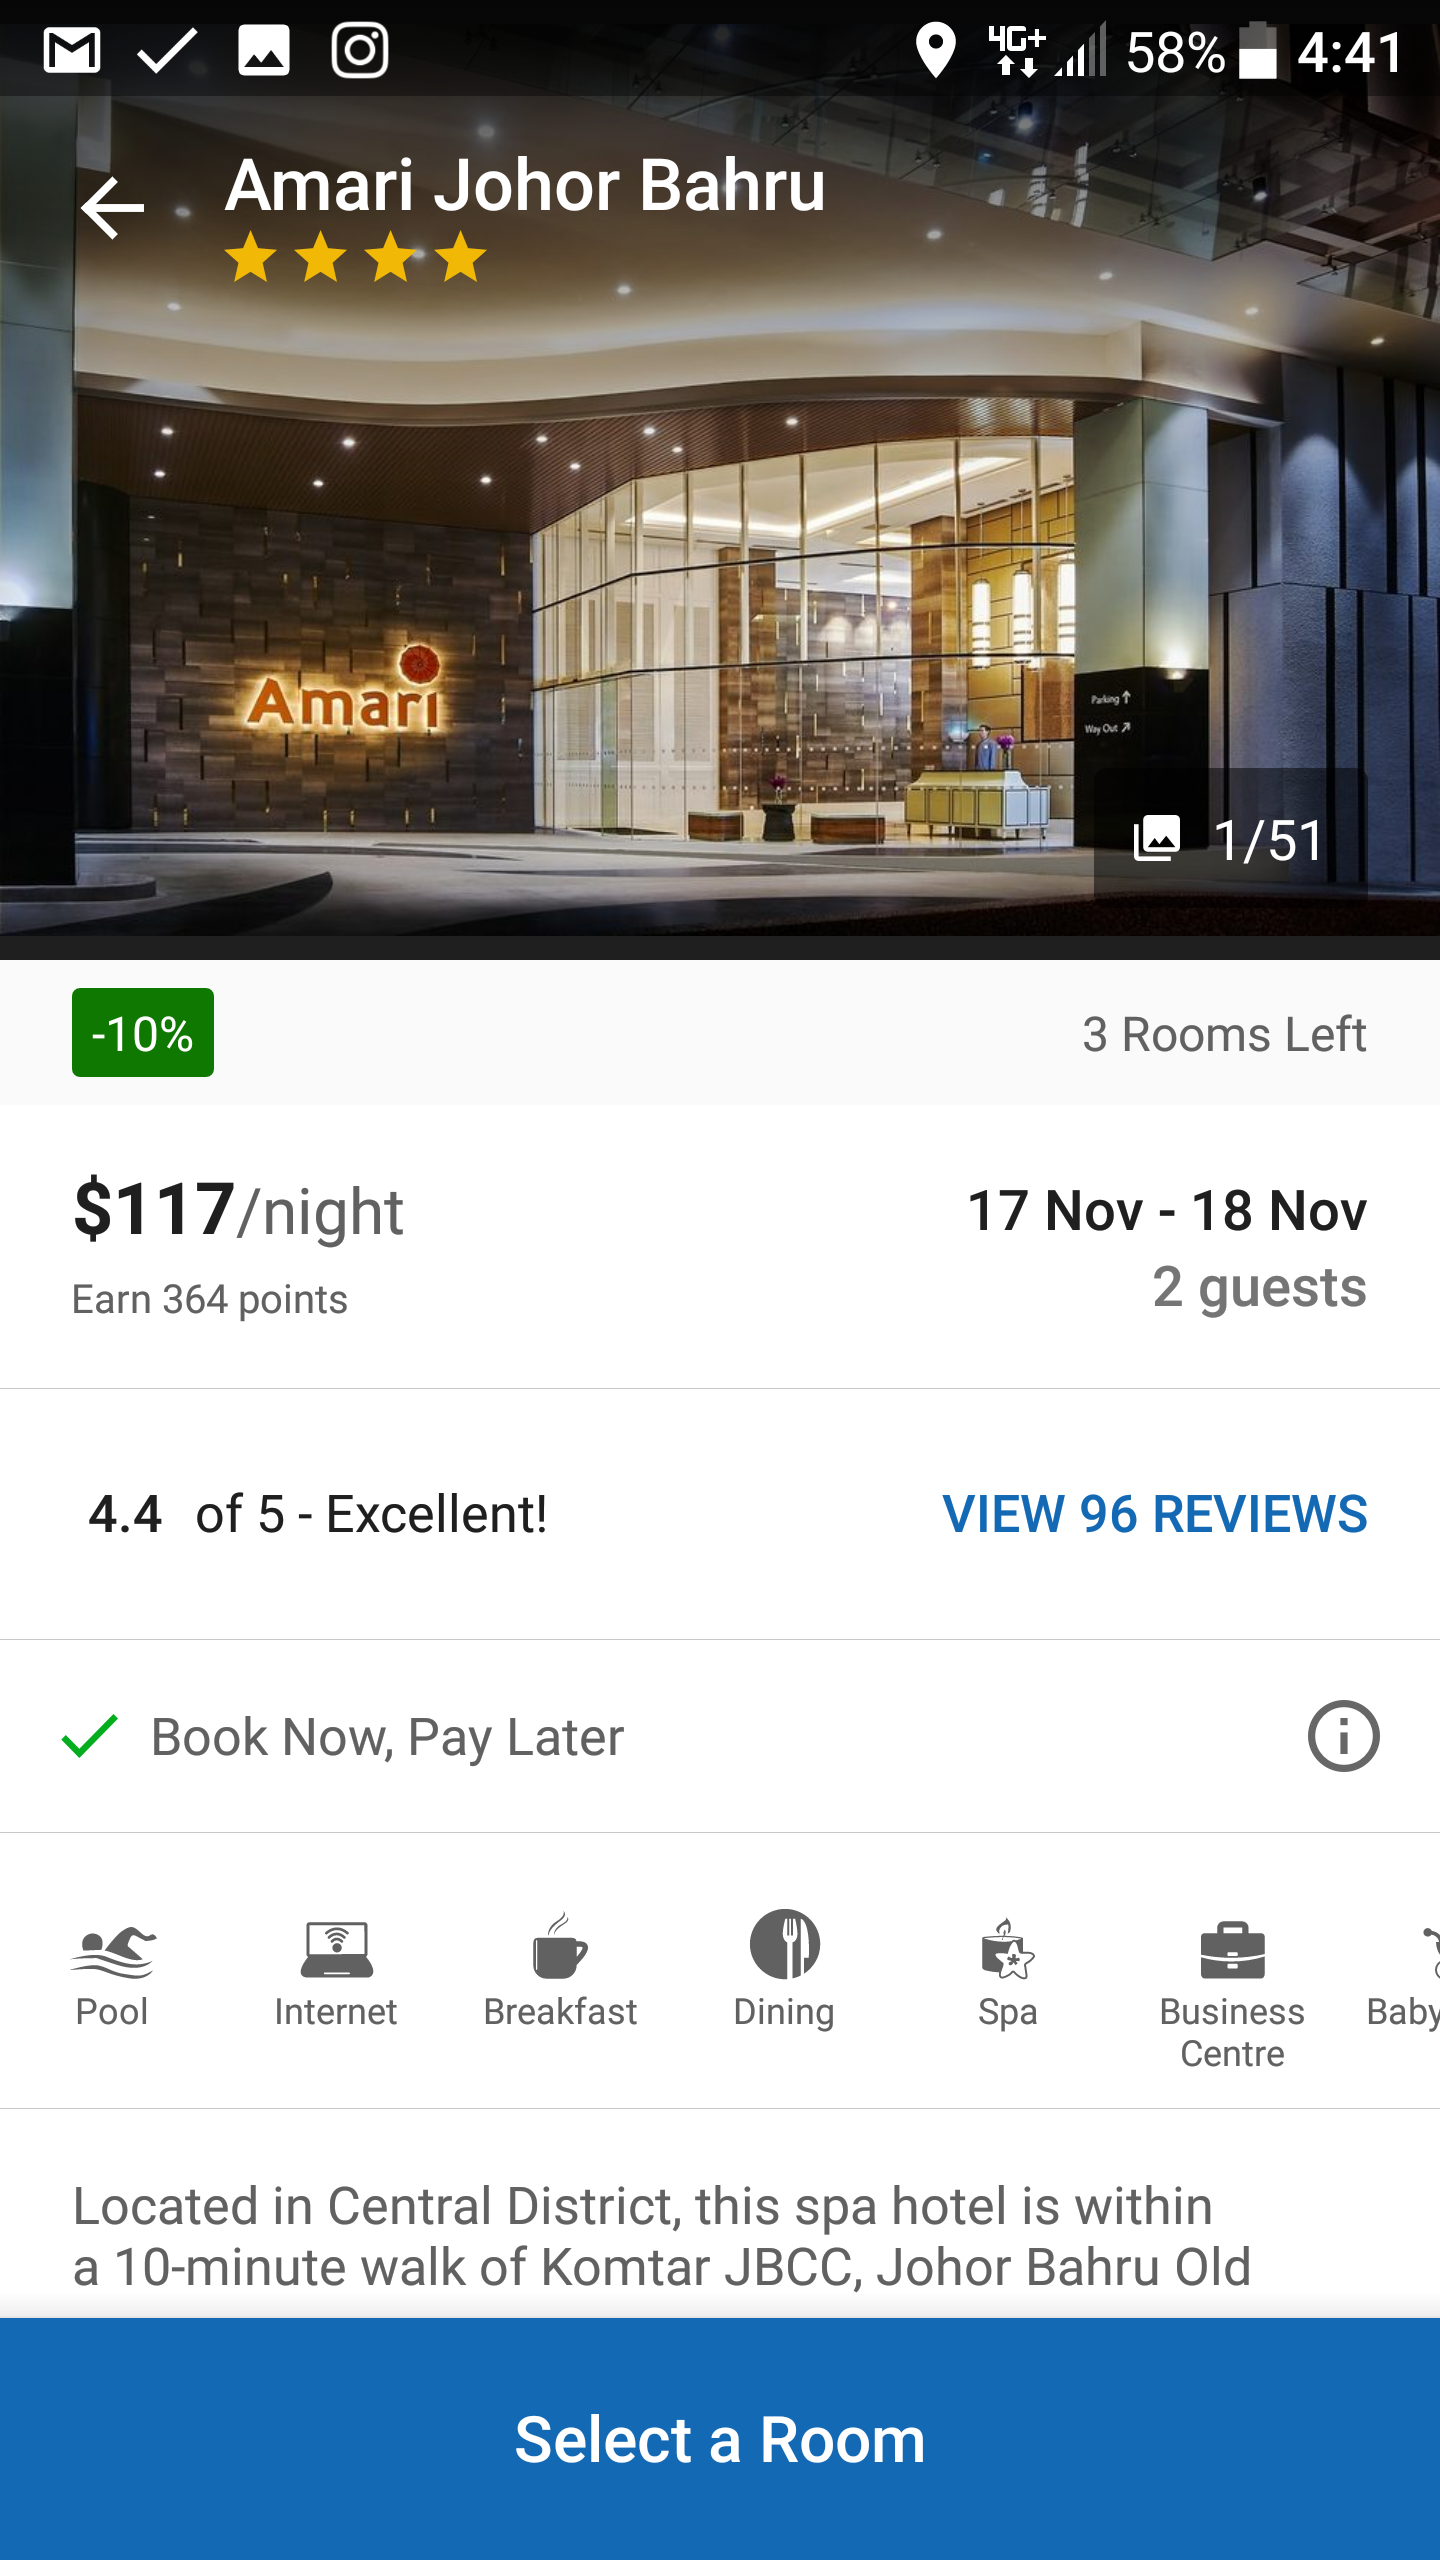 58% 4:41
Amari Johor Bahru
Amari
Parking
Way Out
1/51
-10%
3 Rooms Left
$117/night
17 Nov - 18 Nov
Earn 364 points
2 guests
4.4 of 5 - Excellent!
VIEW 96 REVIEWS
Book Now, Pay Later
Pool
Internet
Breakfast
Dining
Spa
Business
Centre
Baby
Located in Central District, this spa hotel is within
a 10-minute walk of Komtar JBCC, Johor Bahru Old
Select a Room